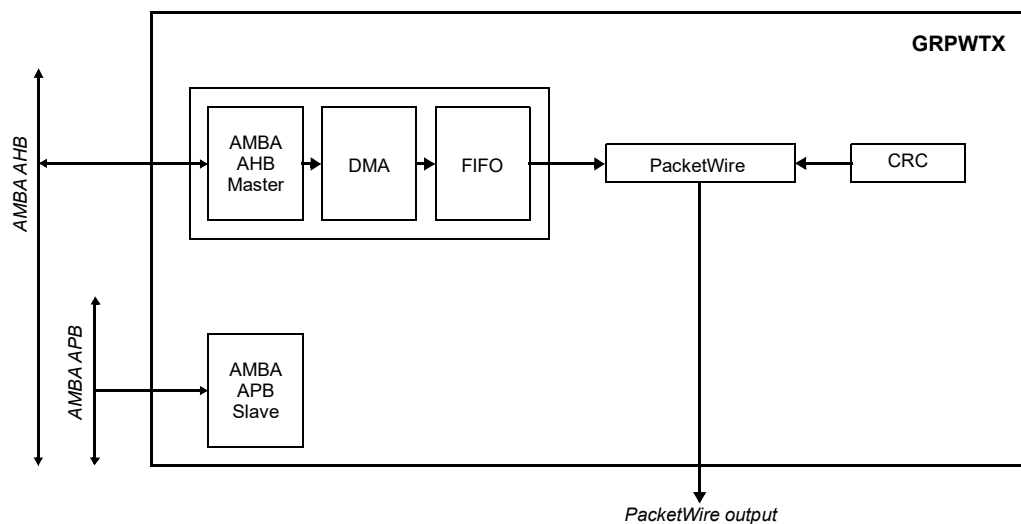 GRPWTX
AMBA AHB
AMBA
AHB
Master
DMA
FIFO
PacketWire
CRC
AMBA APB
AMBA
APB
Slave
PacketWire output